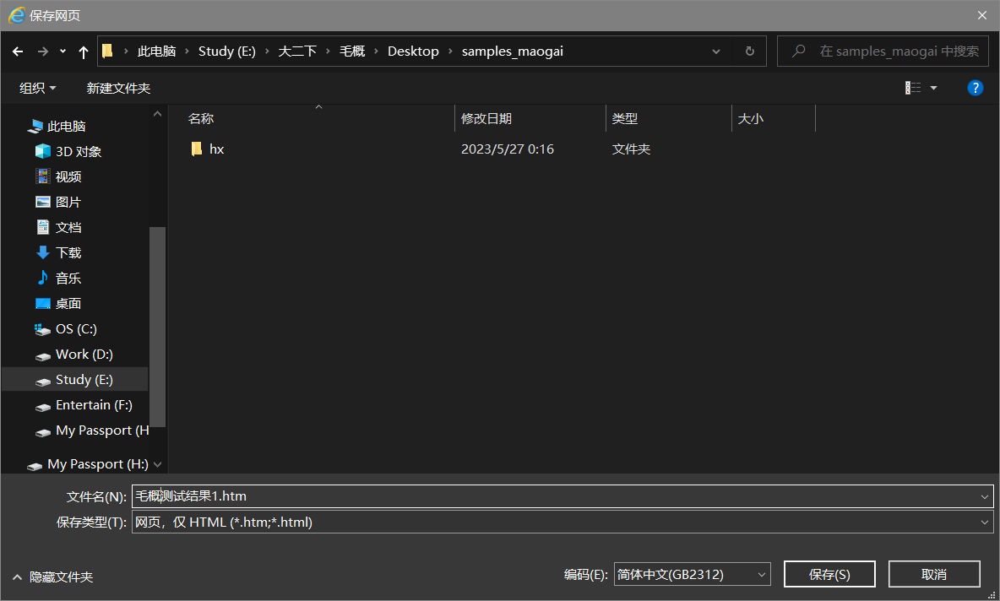 保存网页
此电脑 › Study (E:) › 大二下 › 毛概 › Desktop › samples_maogai
在 samples_maogai 中搜索
组织 新建文件夹
名称 修改日期 类型 大小
hx 2023/5/27 0:16 文件夹
此电脑
3D 对象
视频
图片
文档
下载
音乐
桌面
OS (C:)
Work (D:)
Study (E:)
Entertain (F:)
My Passport (H
My Passport (H:)
文件名(N): 毛概测试结果1.htm
保存类型(T): 网页，仅 HTML (*.htm;*.html)
隐藏文件夹
编码(E): 简体中文(GB2312) 保存(S) 取消